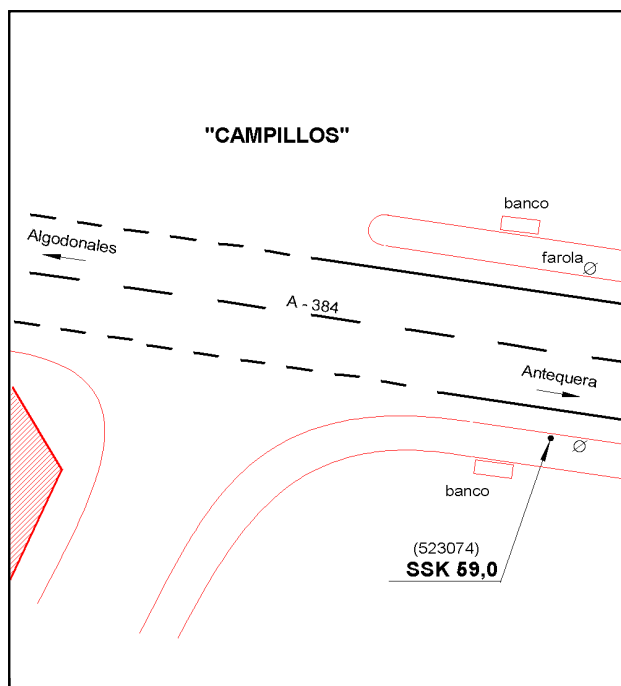 "CAMPILLOS"
banco
Algodonales
farola
A - 384
Antequera
banco
(523074)
SSK 59,0